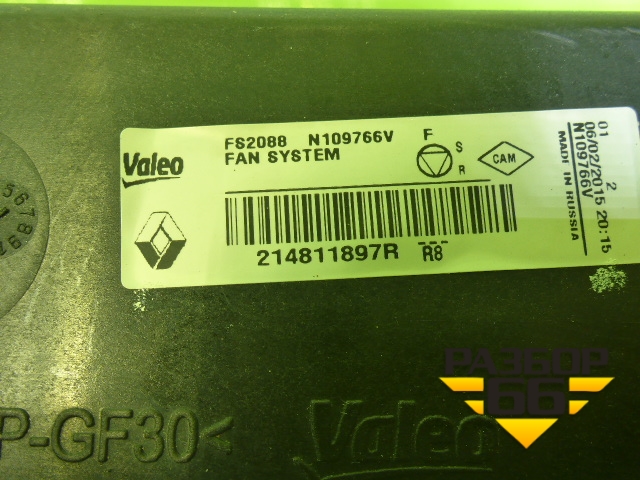 Valeo
FS2088 N109766V
FAN SYSTEM
F
S
R
CAM
214811897R R8
01 2
06/02/2015 20:15
N109766V
MADI IN RUSSIA
P-GF30<
Valeo
РАЗБОР
66